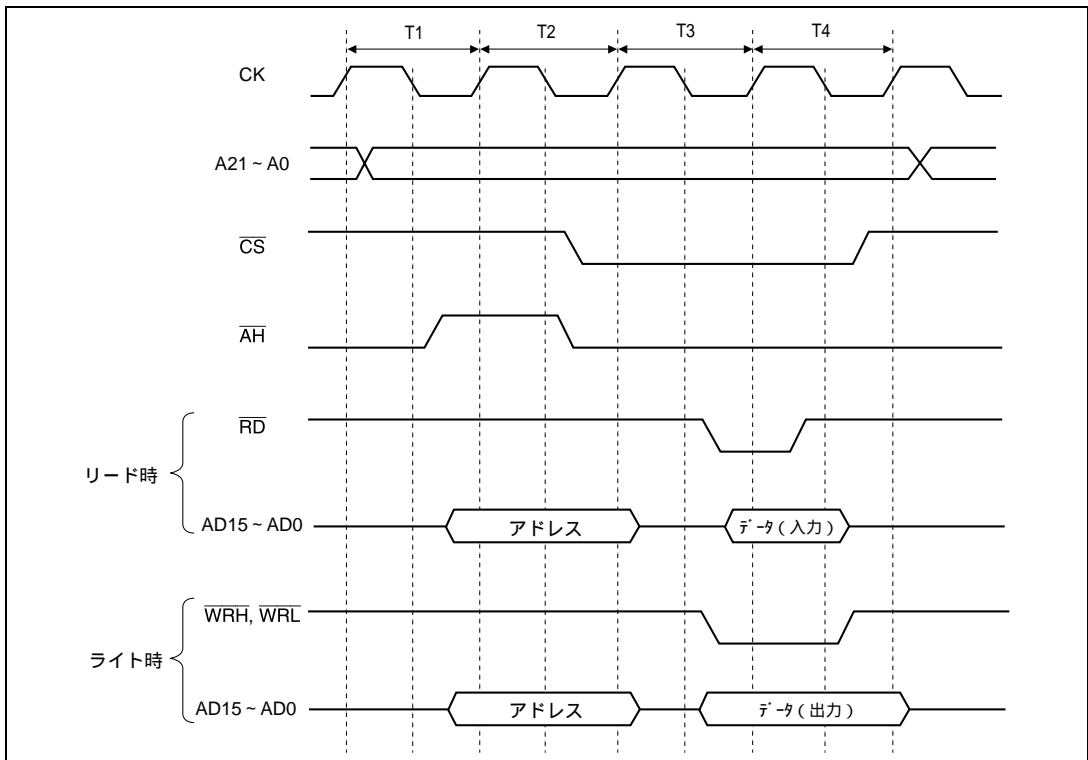 T1 T2 T3 T4
CK
A21 ~ A0
CS
AH
RD
リード時
AD15 ~ AD0 アドレス ﾃﾞｰﾀ ( 入力 )
WRH, WRL
ライト時
AD15 ~ AD0 アドレス ﾃﾞｰﾀ ( 出力 )